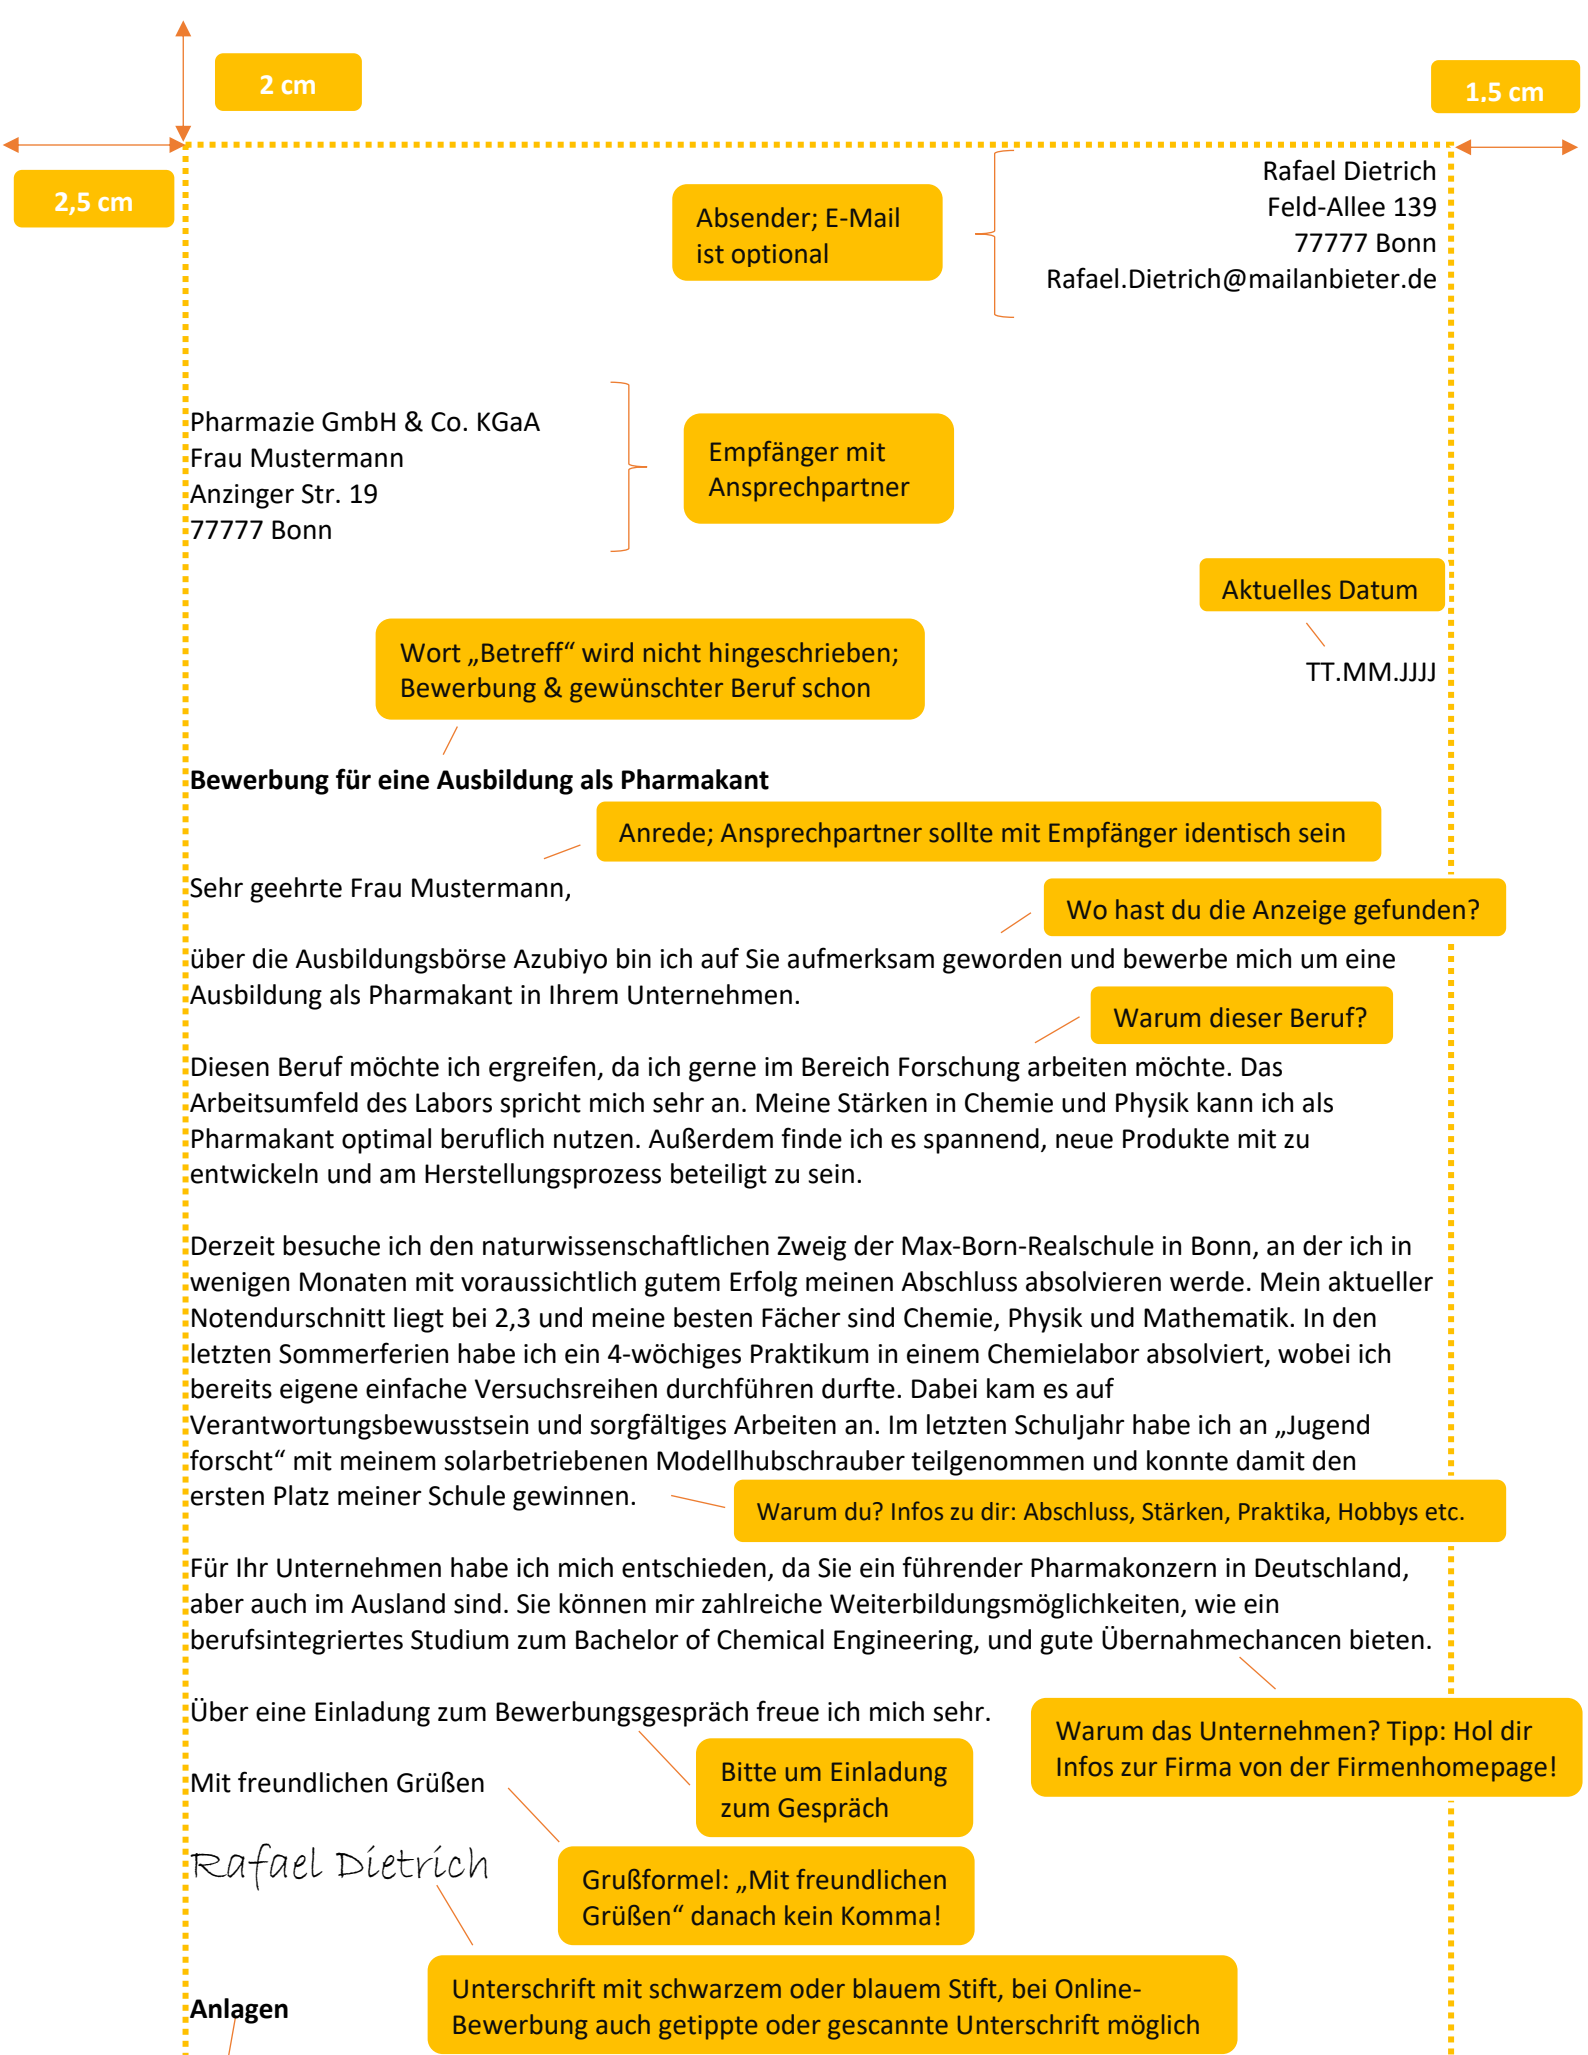 2 cm
1,5 cm
2,5 cm
Absender; E-Mail
ist optional
Rafael Dietrich
Feld-Allee 139
77777 Bonn
Rafael.Dietrich@mailanbieter.de
Pharmazie GmbH & Co. KGaA
Frau Mustermann
Anzinger Str. 19
77777 Bonn
Empfänger mit
Ansprechpartner
Aktuelles Datum
TT.MM.JJJJ
Wort „Betreff“ wird nicht hingeschrieben;
Bewerbung & gewünschter Beruf schon
Bewerbung für eine Ausbildung als Pharmakant
Anrede; Ansprechpartner sollte mit Empfänger identisch sein
Sehr geehrte Frau Mustermann,
Wo hast du die Anzeige gefunden?
über die Ausbildungsbörse Azubiyo bin ich auf Sie aufmerksam geworden und bewerbe mich um eine
Ausbildung als Pharmakant in Ihrem Unternehmen.
Warum dieser Beruf?
Diesen Beruf möchte ich ergreifen, da ich gerne im Bereich Forschung arbeiten möchte. Das
Arbeitsumfeld des Labors spricht mich sehr an. Meine Stärken in Chemie und Physik kann ich als
Pharmakant optimal beruflich nutzen. Außerdem finde ich es spannend, neue Produkte mit zu
entwickeln und am Herstellungsprozess beteiligt zu sein.
Derzeit besuche ich den naturwissenschaftlichen Zweig der Max-Born-Realschule in Bonn, an der ich in
wenigen Monaten mit voraussichtlich gutem Erfolg meinen Abschluss absolvieren werde. Mein aktueller
Notendurschnitt liegt bei 2,3 und meine besten Fächer sind Chemie, Physik und Mathematik. In den
letzten Sommerferien habe ich ein 4-wöchiges Praktikum in einem Chemielabor absolviert, wobei ich
bereits eigene einfache Versuchsreihen durchführen durfte. Dabei kam es auf
Verantwortungsbewusstsein und sorgfältiges Arbeiten an. Im letzten Schuljahr habe ich an „Jugend
forscht“ mit meinem solarbetriebenen Modellhubschrauber teilgenommen und konnte damit den
ersten Platz meiner Schule gewinnen.
Warum du? Infos zu dir: Abschluss, Stärken, Praktika, Hobbys etc.
Für Ihr Unternehmen habe ich mich entschieden, da Sie ein führender Pharmakonzern in Deutschland,
aber auch im Ausland sind. Sie können mir zahlreiche Weiterbildungsmöglichkeiten, wie ein
berufsintegriertes Studium zum Bachelor of Chemical Engineering, und gute Übernahmechancen bieten.
Über eine Einladung zum Bewerbungsgespräch freue ich mich sehr.
Warum das Unternehmen? Tipp: Hol dir
Infos zur Firma von der Firmenhomepage!
Bitte um Einladung
zum Gespräch
Mit freundlichen Grüßen
Rafael Dietrich
Grußformel: „Mit freundlichen
Grüßen“ danach kein Komma!
Unterschrift mit schwarzem oder blauem Stift, bei Online-
Bewerbung auch getippte oder gescannte Unterschrift möglich
Anlagen